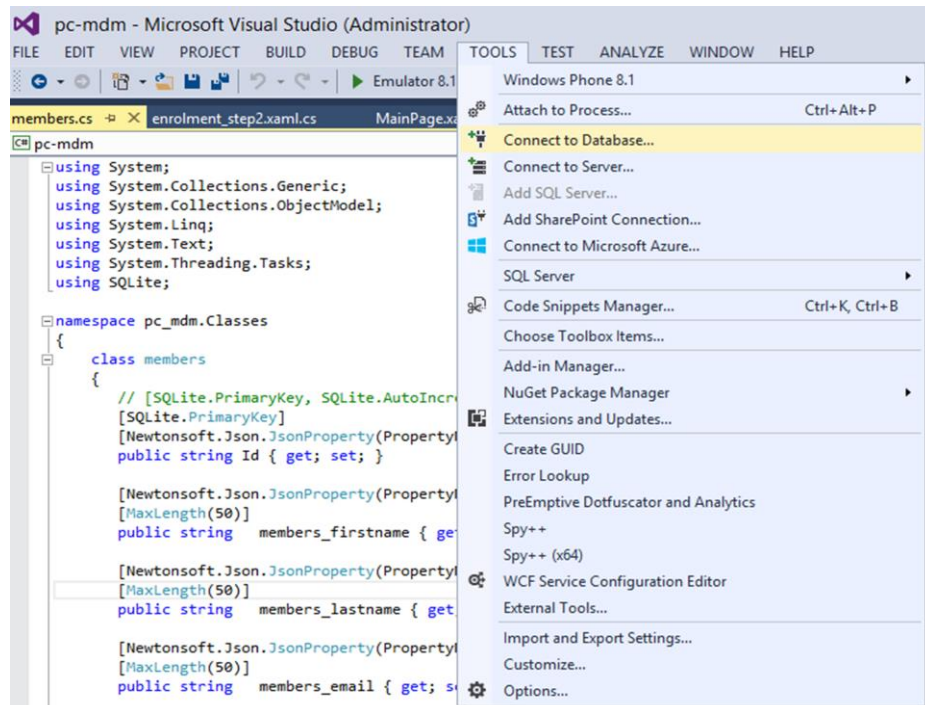 pc-mdm - Microsoft Visual Studio (Administrator)
FILE EDIT VIEW PROJECT BUILD DEBUG TEAM TOOLS TEST ANALYZE WINDOW HELP
Emulator 8.1
members.cs enrolment_step2.xaml.cs MainPage.xa
C# pc-mdm
using System;
using System.Collections.Generic;
using System.Collections.ObjectModel;
using System.Linq;
using System.Text;
using System.Threading.Tasks;
using SQLite;
namespace pc_mdm.Classes
{
class members
{
// [SQLite.PrimaryKey, SQLite.AutoIncre
[SQLite.PrimaryKey]
[Newtonsoft.Json.JsonProperty(Property
public string Id { get; set; }
[Newtonsoft.Json.JsonProperty(Property
[MaxLength(50)]
public string members_firstname { ge
[Newtonsoft.Json.JsonProperty(Property
[MaxLength(50)]
public string members_lastname { get
[Newtonsoft.Json.JsonProperty(Property
[MaxLength(50)]
public string members_email { get; s
Windows Phone 8.1
Attach to Process... Ctrl+Alt+P
Connect to Database...
Connect to Server...
Add SQL Server...
Add SharePoint Connection...
Connect to Microsoft Azure...
SQL Server
Code Snippets Manager... Ctrl+K, Ctrl+B
Choose Toolbox Items...
Add-in Manager...
NuGet Package Manager
Extensions and Updates...
Create GUID
Error Lookup
PreEmptive Dotfuscator and Analytics
Spy++
Spy++ (x64)
WCF Service Configuration Editor
External Tools...
Import and Export Settings...
Customize...
Options...